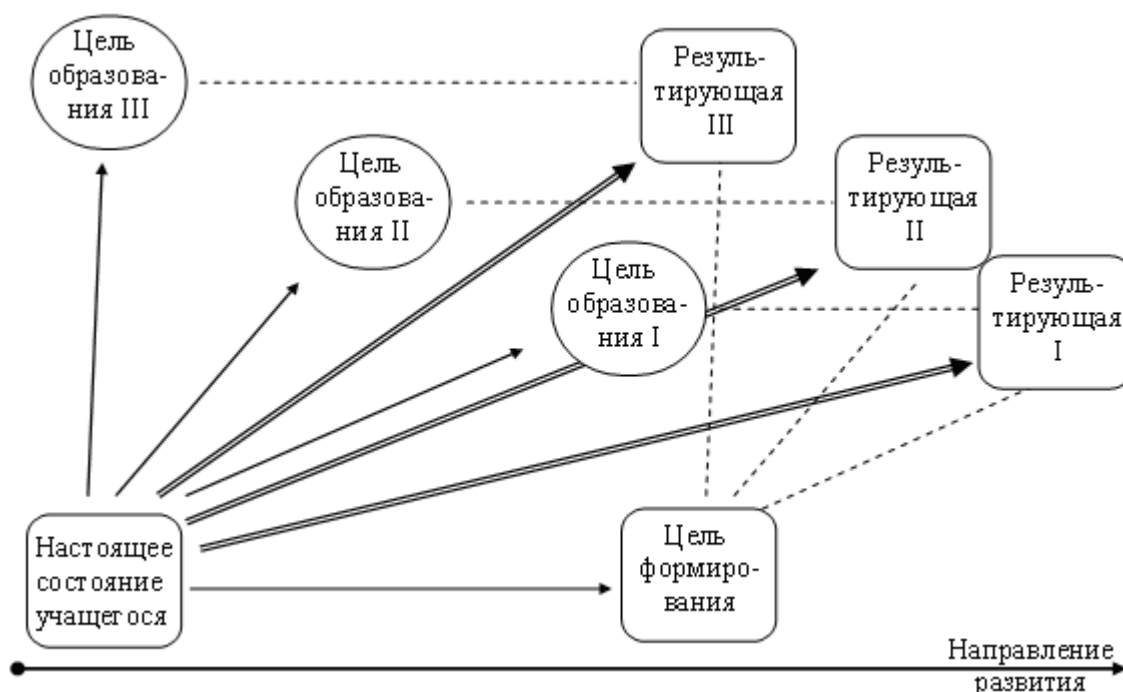 Цель
образова-
ния III
Резуль-
тирующая
III
Цель
образова-
ния II
Резуль-
тирующая
II
Цель
образова-
ния I
Резуль-
тирующая
I
Настоящее
состояние
учащегося
Цель
формиро-
вания
Направление
развития